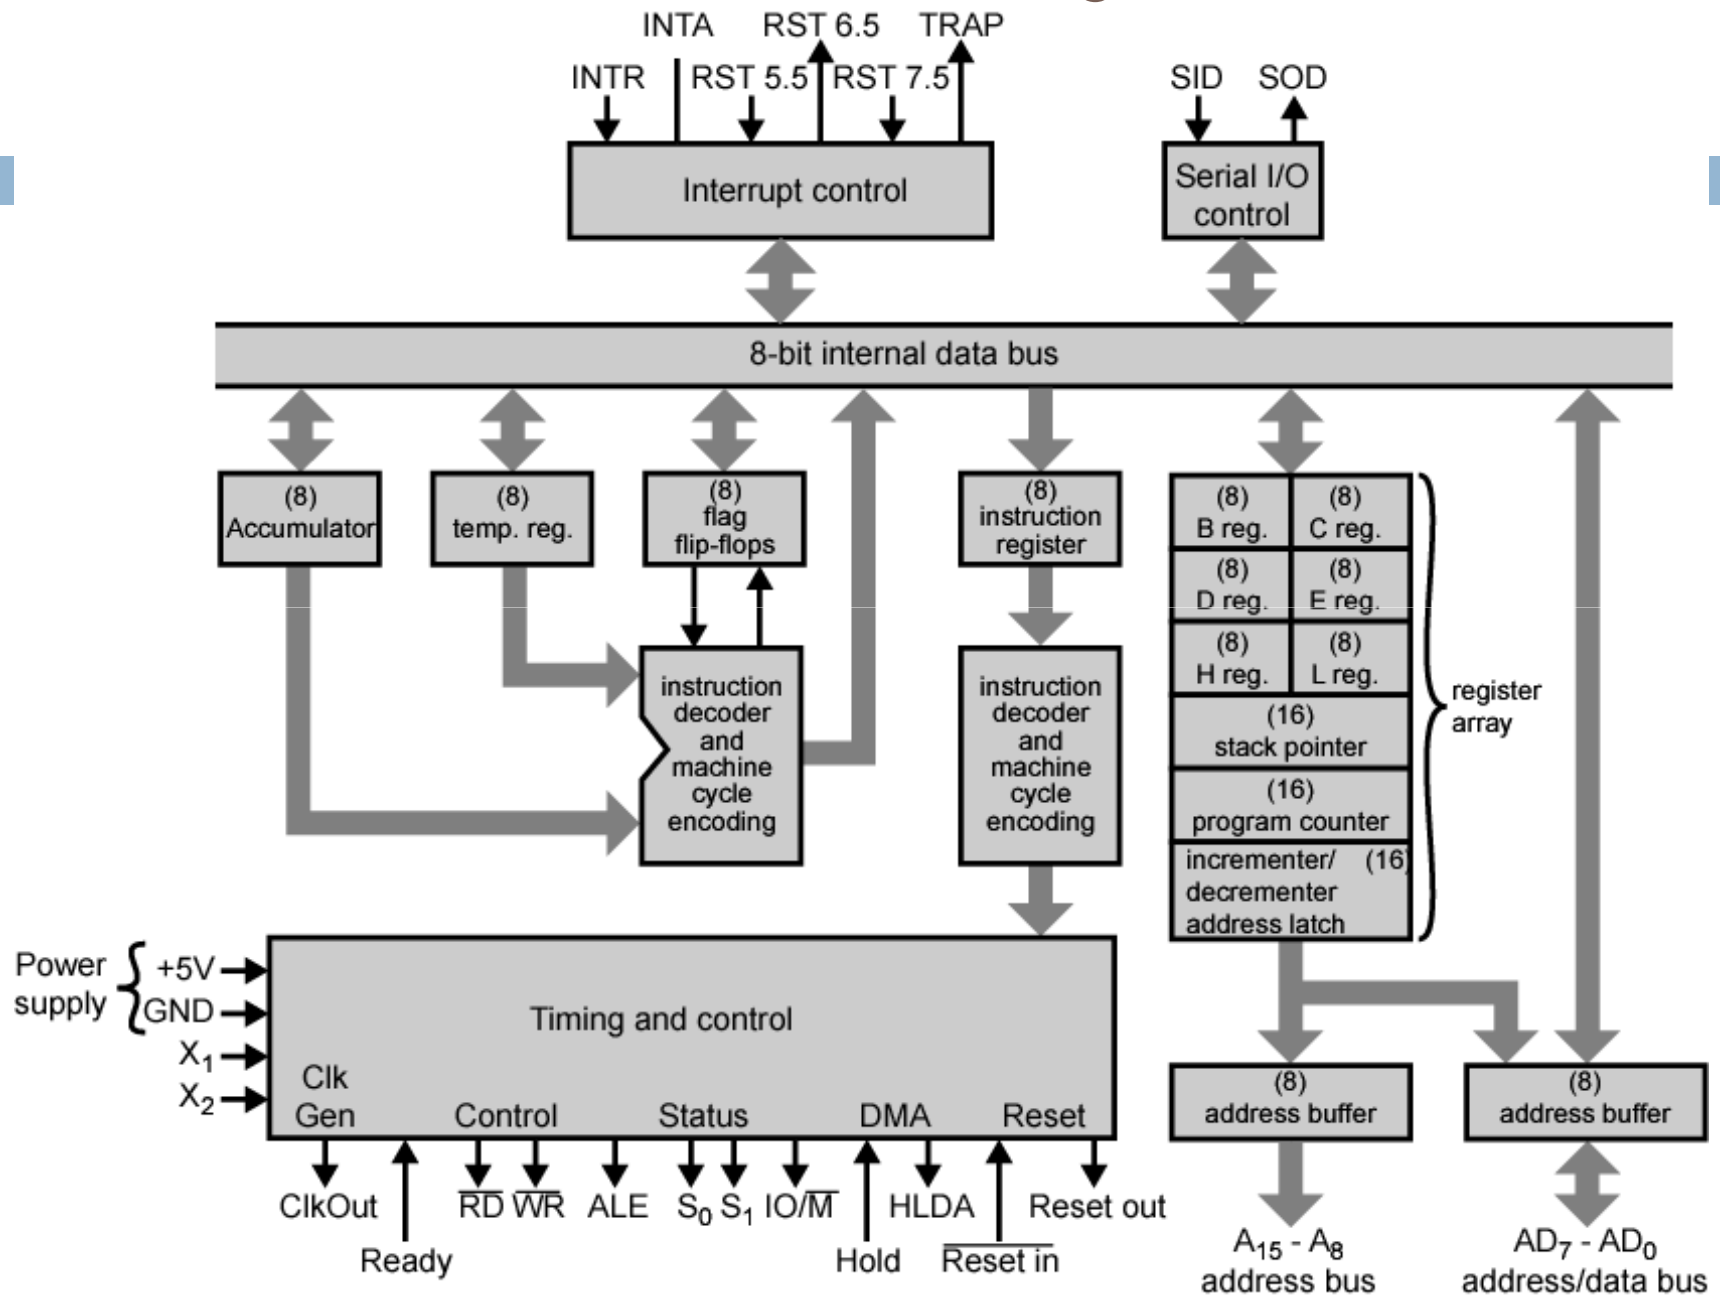 INTA RST 6.5 TRAP
INTR RST 5.5 RST 7.5
SID SOD
Interrupt control
Serial I/O
control
8-bit internal data bus
(8)
Accumulator
(8)
temp. reg.
(8)
flag
flip-flops
(8)
instruction
register
(8)
B reg.
(8)
C reg.
(8)
D reg.
(8)
E reg.
(8)
H reg.
(8)
L reg.
(16)
stack pointer
(16)
program counter
incrementer/ (16)
decrementer
address latch
register
array
instruction
decoder
and
machine
cycle
encoding
instruction
decoder
and
machine
cycle
encoding
Power
supply
+5V
GND
X1
X2
Timing and control
Clk
Gen
Control
Status
DMA
Reset
ClkOut
Ready
R̅D̅
W̅R̅
ALE
S0
S1
IO/M̅
Hold
HLDA
R̅e̅s̅e̅t̅ i̅n̅
Reset out
(8)
address buffer
(8)
address buffer
A15 - A8
address bus
AD7 - AD0
address/data bus